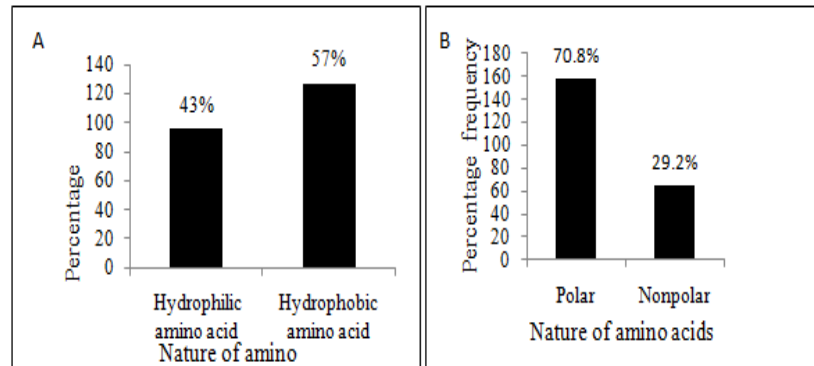 A
Percentage
140
120
100
80
60
40
20
0
43%
57%
Hydrophilic
amino acid
Hydrophobic
amino acid
Nature of amino
B
Percentage frequency
180
160
140
120
100
80
60
40
20
0
70.8%
29.2%
Polar
Nonpolar
Nature of amino acids